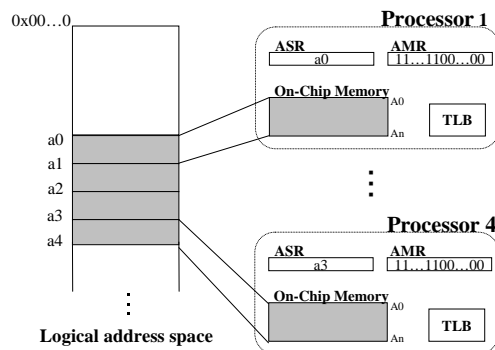 0x00…0
a0
a1
a2
a3
a4
⋮
Logical address space
Processor 1
ASR
a0
AMR
11…1100…00
On-Chip Memory
A0
An
TLB
⋮
Processor 4
ASR
a3
AMR
11…1100…00
On-Chip Memory
A0
An
TLB